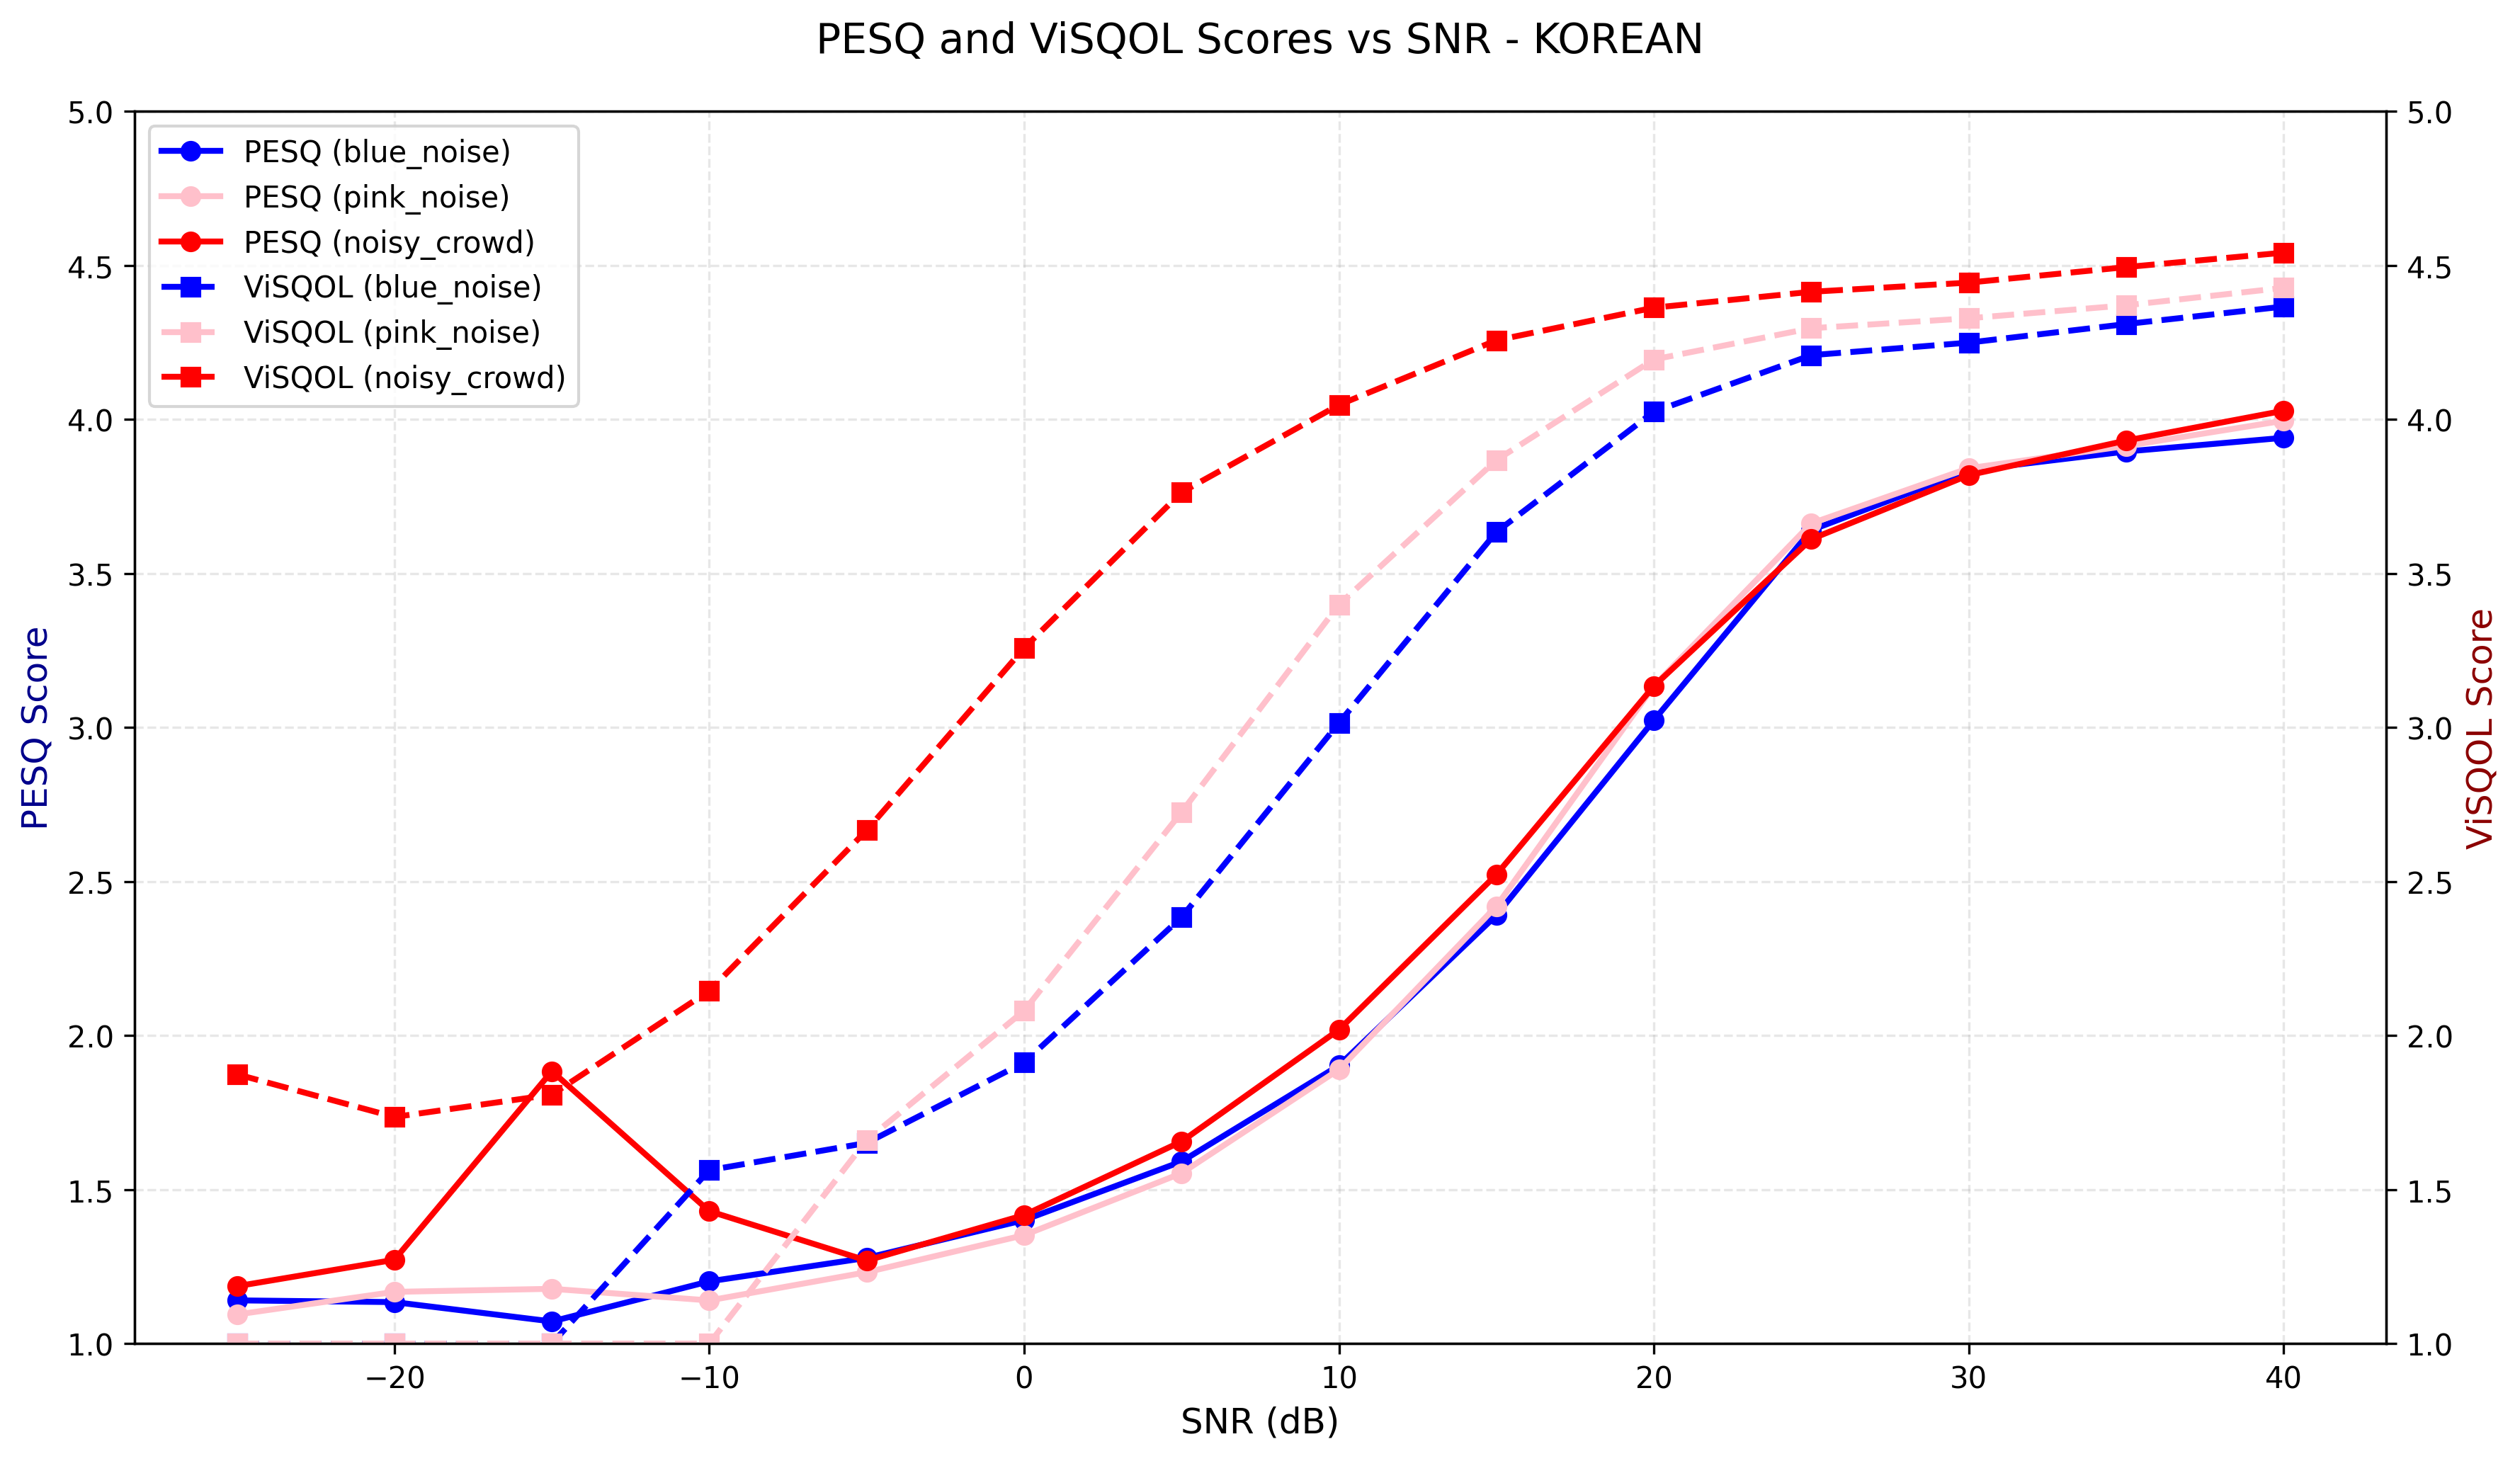 PESQ and ViSQOL Scores vs SNR - KOREAN
PESQ (blue_noise)
PESQ (pink_noise)
PESQ (noisy_crowd)
ViSQOL (blue_noise)
ViSQOL (pink_noise)
ViSQOL (noisy_crowd)
5.0
4.5
4.0
3.5
3.0
2.5
2.0
1.5
1.0
PESQ Score
5.0
4.5
4.0
3.5
3.0
2.5
2.0
1.5
1.0
ViSQOL Score
−20 −10 0 10 20 30 40
SNR (dB)